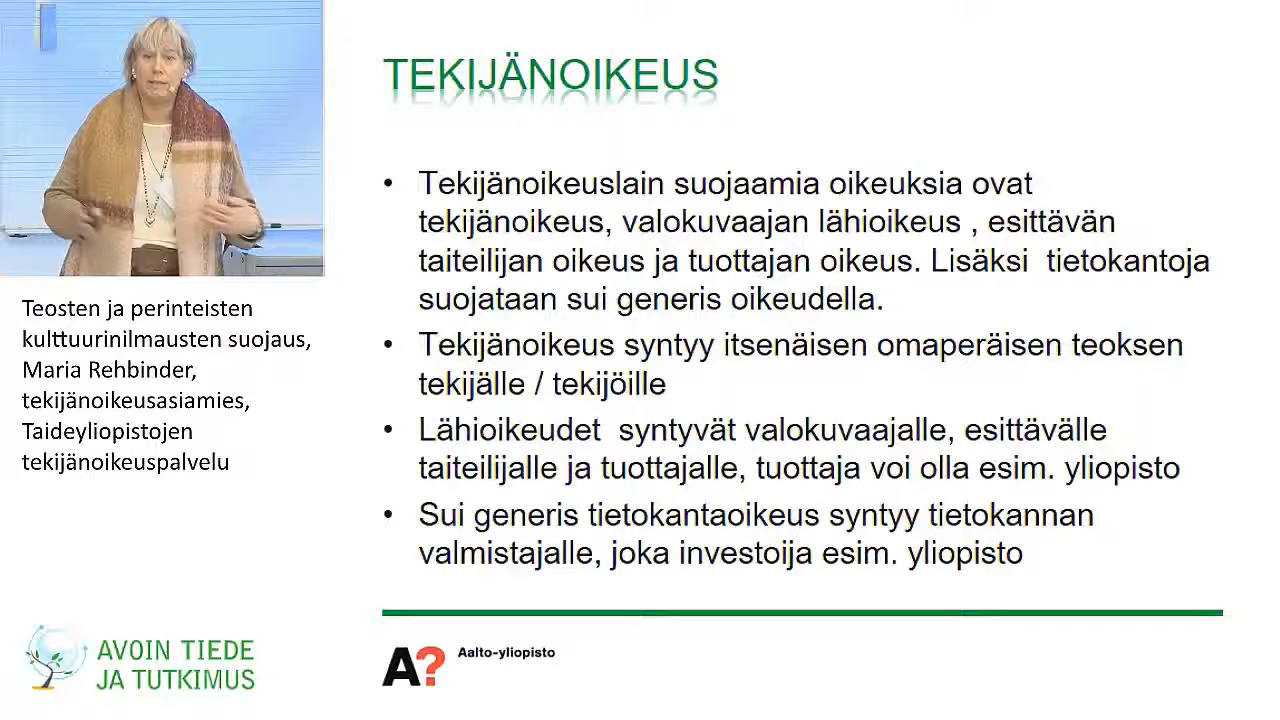 TEKIJÄNOIKEUS
• Tekijänoikeuslain suojaamia oikeuksia ovat
tekijänoikeus, valokuvaajan lähioikeus , esittävän
taiteilijan oikeus ja tuottajan oikeus. Lisäksi  tietokantoja
suojataan sui generis oikeudella.
• Tekijänoikeus syntyy itsenäisen omaperäisen teoksen
tekijälle / tekijöille
• Lähioikeudet  syntyvät valokuvaajalle, esittävälle
taiteilijalle ja tuottajalle, tuottaja voi olla esim. yliopisto
• Sui generis tietokantaoikeus syntyy tietokannan
valmistajalle, joka investoija esim. yliopisto
Teosten ja perinteisten
kulttuurinilmausten suojaus,
Maria Rehbinder,
tekijänoikeusasiamies,
Taideyliopistojen
tekijänoikeuspalvelu
AVOIN TIEDE
JA TUTKIMUS
A?
Aalto-yliopisto